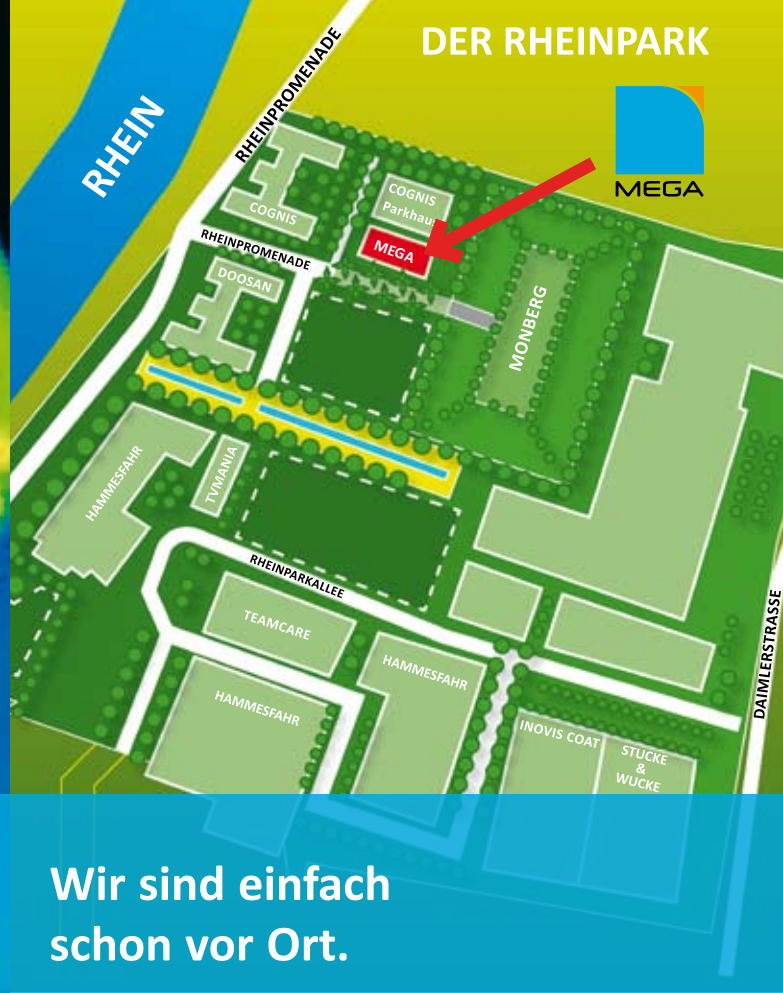 DER RHEINPARK
RHEIN
RHEINPROMENADE
MEGA
COGNIS
COGNIS
Parkhaus
MEGA
RHEINPROMENADE
DOOSAN
MONBERG
HAMMESFAHR
TVMANIA
RHEINPARKALLEE
TEAMCARE
HAMMESFAHR
HAMMESFAHR
DAIMLERSTRASSE
INOVIS COAT
STUCKE
&
WUCKE
Wir sind einfach
schon vor Ort.